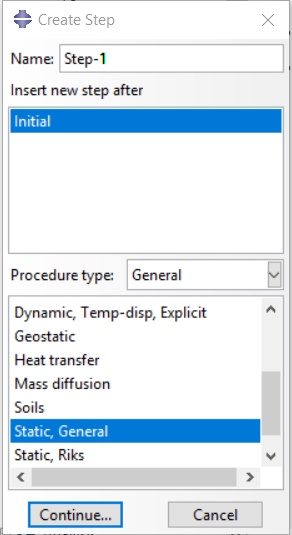 Create Step
Name: Step-1
Insert new step after
Initial
Procedure type: General
Dynamic, Temp-disp, Explicit
Geostatic
Heat transfer
Mass diffusion
Soils
Static, General
Static, Riks
Continue... Cancel